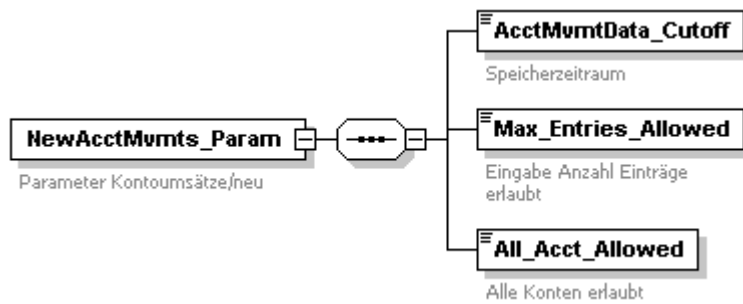 AcctMvmtData_Cutoff
Speicherzeitraum
NewAcctMvmts_Param
Parameter Kontoumsätze/neu
Max_Entries_Allowed
Eingabe Anzahl Einträge
erlaubt
All_Acct_Allowed
Alle Konten erlaubt